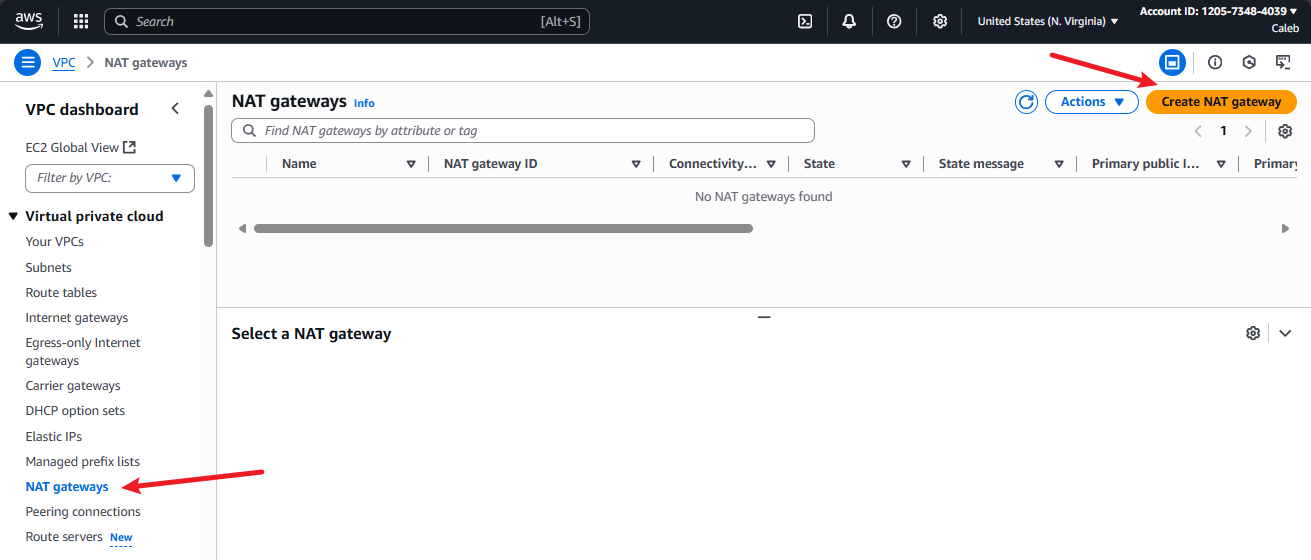 aws
Search [Alt+S]
United States (N. Virginia)
Account ID: 1205-7348-4039
Caleb
VPC > NAT gateways
VPC dashboard
EC2 Global View
Filter by VPC:
Virtual private cloud
Your VPCs
Subnets
Route tables
Internet gateways
Egress-only Internet
gateways
Carrier gateways
DHCP option sets
Elastic IPs
Managed prefix lists
NAT gateways
Peering connections
Route servers New
NAT gateways Info
Actions
Create NAT gateway
Find NAT gateways by attribute or tag
1
Name NAT gateway ID Connectivity... State State message Primary public I... Primary
No NAT gateways found
Select a NAT gateway